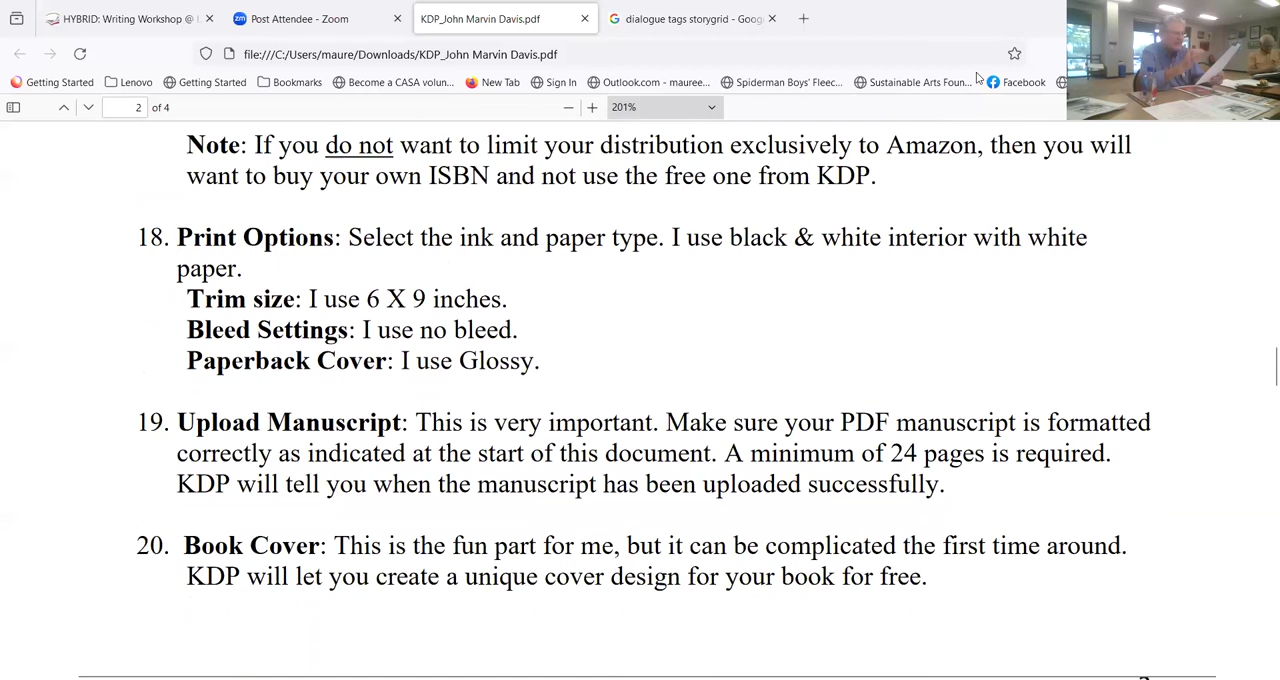 HYBRID: Writing Workshop @
Post Attendee - Zoom
KDP_John Marvin Davis.pdf
dialogue tags storygrid - Goog
file:///C:/Users/maure/Downloads/KDP_John Marvin Davis.pdf
Getting Started
Lenovo
Getting Started
Bookmarks
Become a CASA volun...
New Tab
Sign In
Outlook.com - mauree...
Spiderman Boys' Fleec...
Sustainable Arts Foun...
Facebook
2 of 4
201%
Note: If you do not want to limit your distribution exclusively to Amazon, then you will
want to buy your own ISBN and not use the free one from KDP.
18. Print Options: Select the ink and paper type. I use black & white interior with white
paper.
Trim size: I use 6 X 9 inches.
Bleed Settings: I use no bleed.
Paperback Cover: I use Glossy.
19. Upload Manuscript: This is very important. Make sure your PDF manuscript is formatted
correctly as indicated at the start of this document. A minimum of 24 pages is required.
KDP will tell you when the manuscript has been uploaded successfully.
20. Book Cover: This is the fun part for me, but it can be complicated the first time around.
KDP will let you create a unique cover design for your book for free.